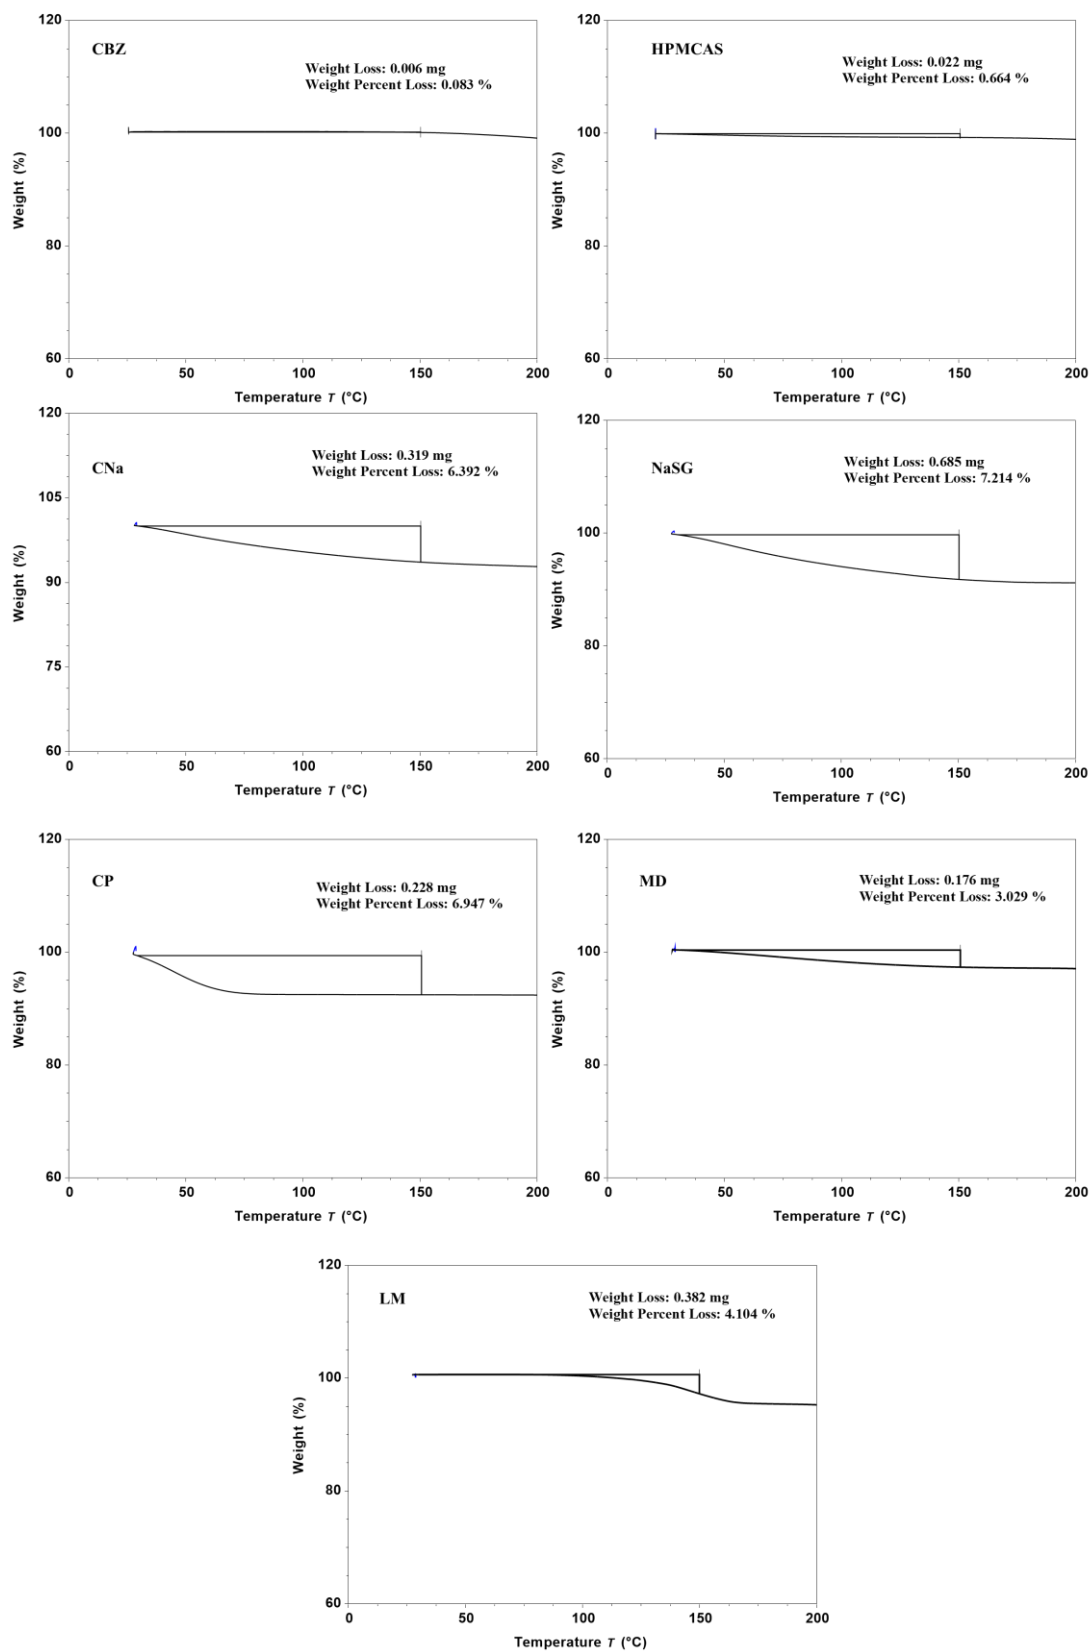 120
CBZ
Weight Loss: 0.006 mg
Weight Percent Loss: 0.083 %
100
80
60
Weight (%)
0 50 100 150 200
Temperature T (°C)
120
HPMCAS
Weight Loss: 0.022 mg
Weight Percent Loss: 0.664 %
100
80
60
Weight (%)
0 50 100 150 200
Temperature T (°C)
120
CNa
Weight Loss: 0.319 mg
Weight Percent Loss: 6.392 %
105
90
75
60
Weight (%)
0 50 100 150 200
Temperature T (°C)
120
NaSG
Weight Loss: 0.685 mg
Weight Percent Loss: 7.214 %
100
80
60
Weight (%)
0 50 100 150 200
Temperature T (°C)
120
CP
Weight Loss: 0.228 mg
Weight Percent Loss: 6.947 %
100
80
60
Weight (%)
0 50 100 150 200
Temperature T (°C)
120
MD
Weight Loss: 0.176 mg
Weight Percent Loss: 3.029 %
100
80
60
Weight (%)
0 50 100 150 200
Temperature T (°C)
120
LM
Weight Loss: 0.382 mg
Weight Percent Loss: 4.104 %
100
80
60
Weight (%)
0 50 100 150 200
Temperature T (°C)